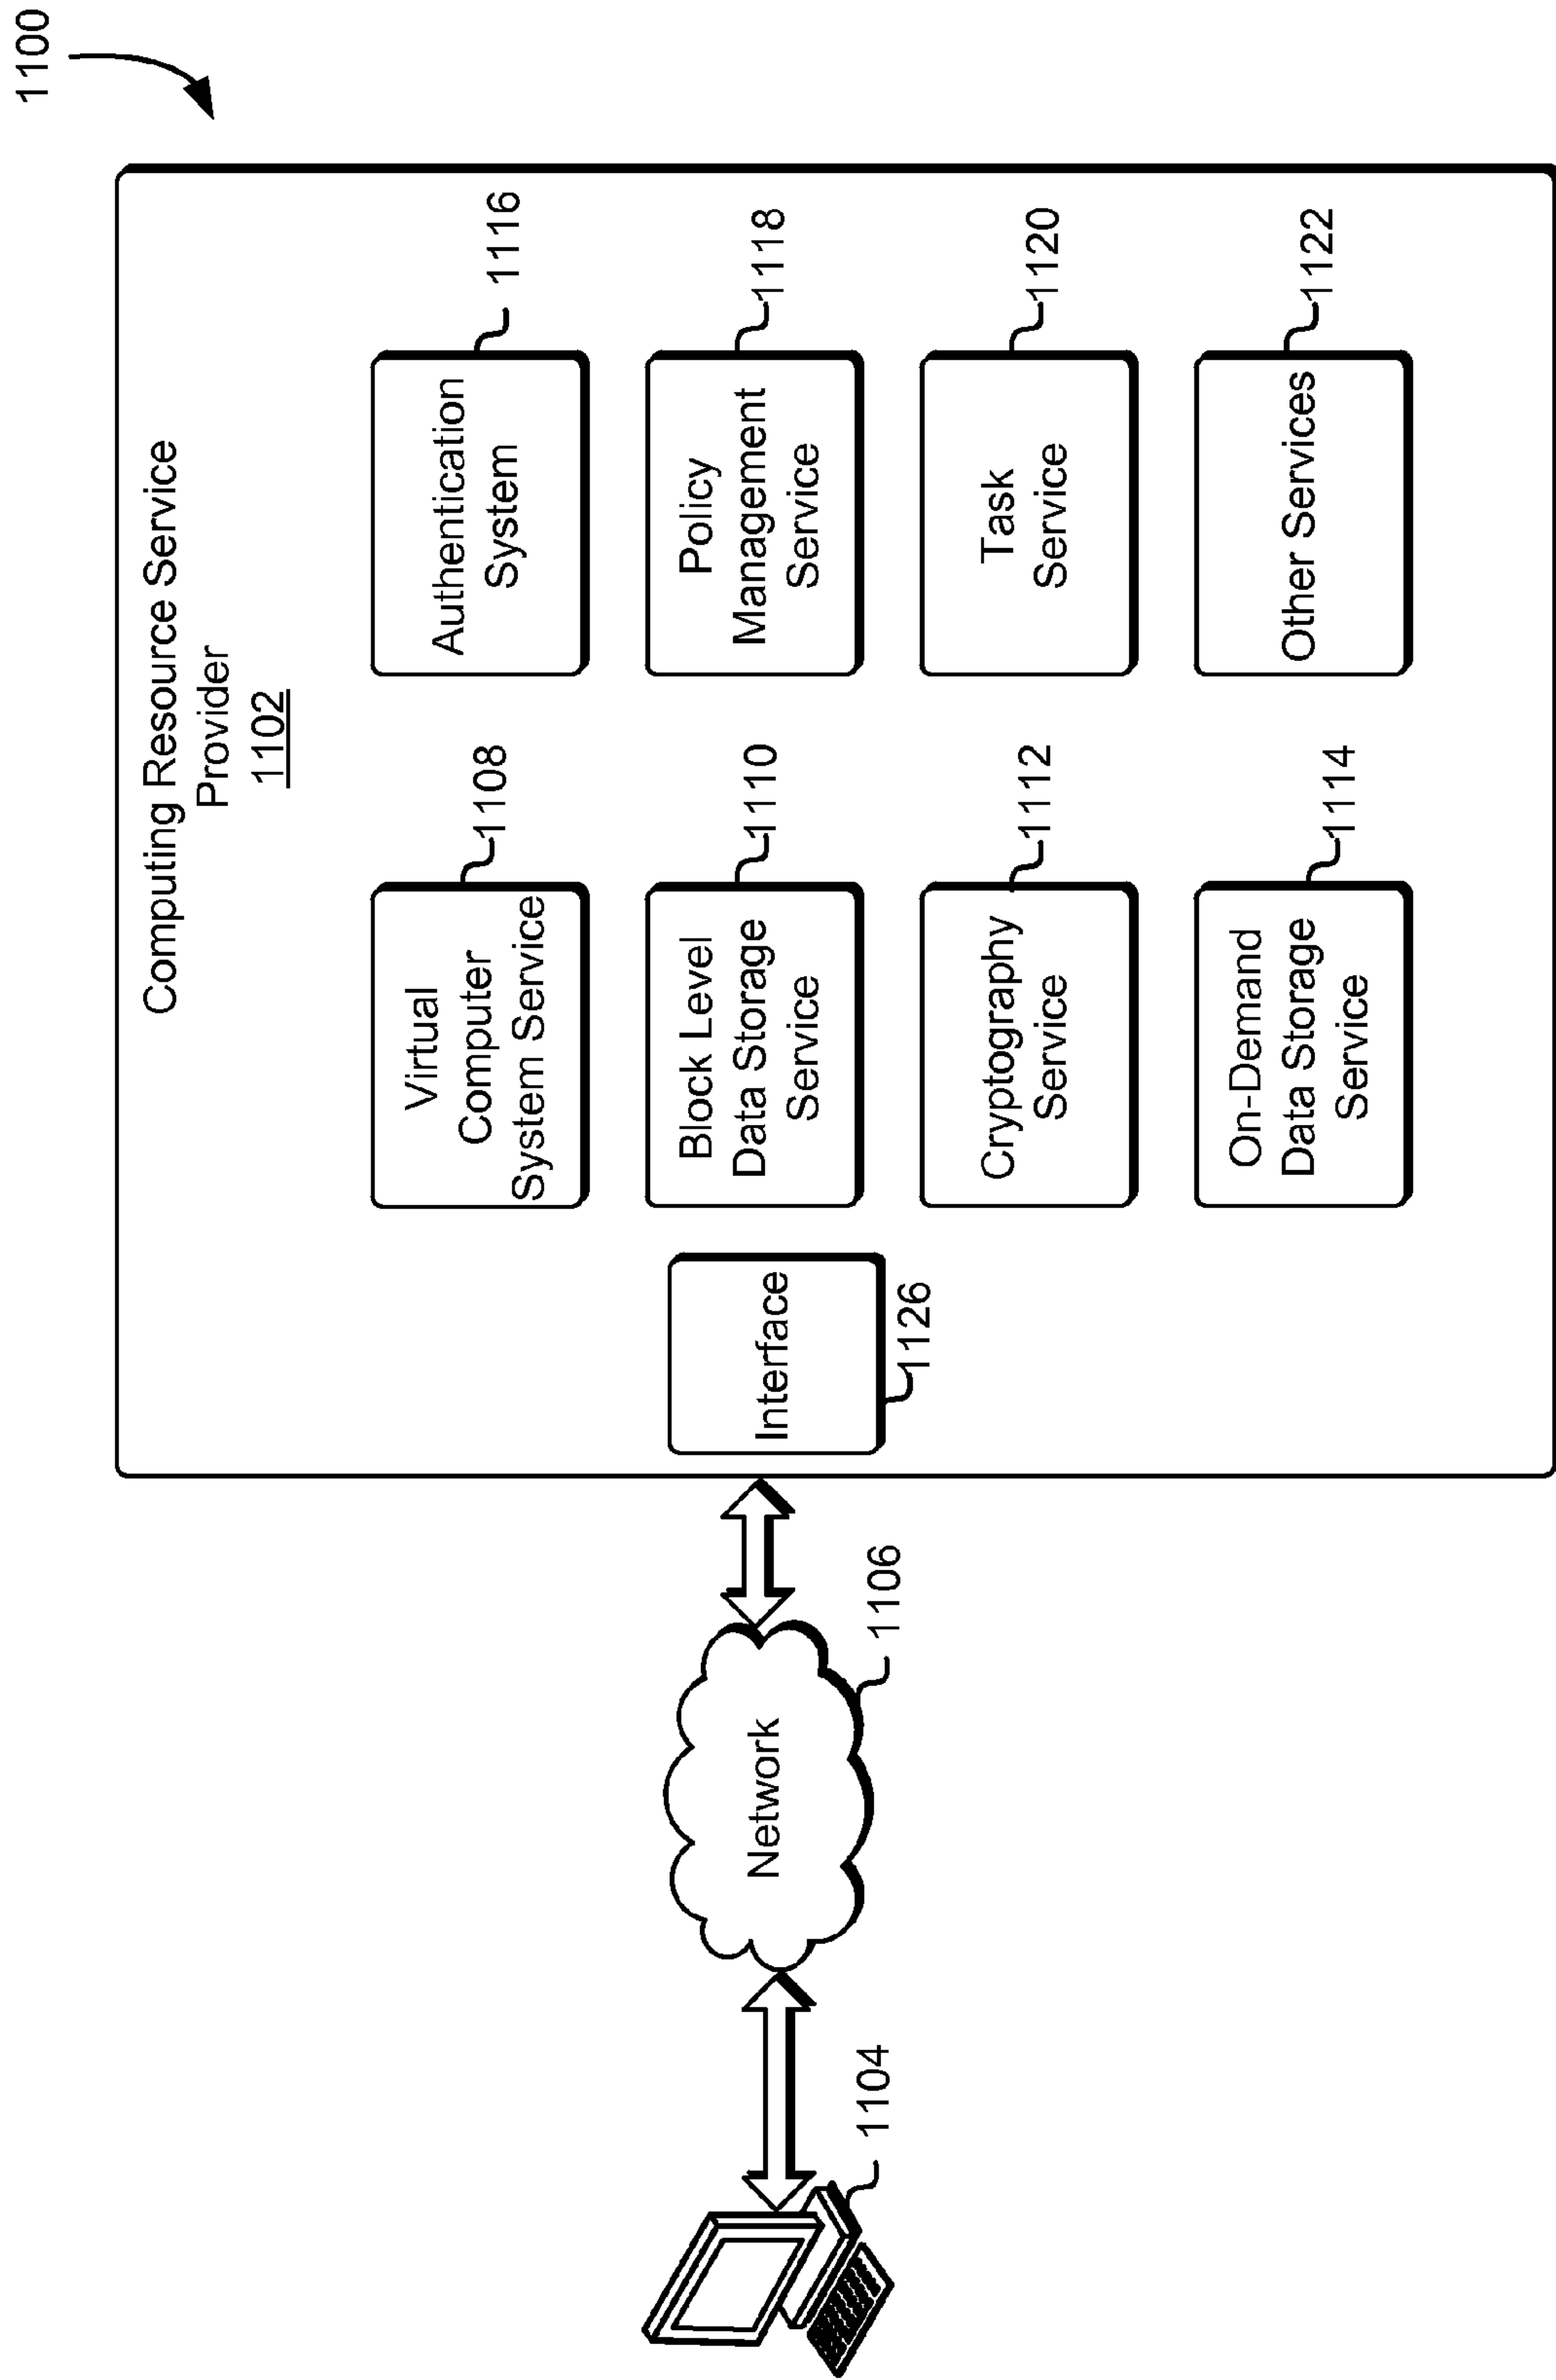 1100
Computing Resource Service
Provider
1102
Virtual
Computer
System Service
1108
Authentication
System
1116
Interface
1126
Block Level
Data Storage
Service
1110
Policy
Management
Service
1118
Cryptography
Service
1112
Task
Service
1120
On-Demand
Data Storage
Service
1114
Other Services
1122
Network
1106
1104